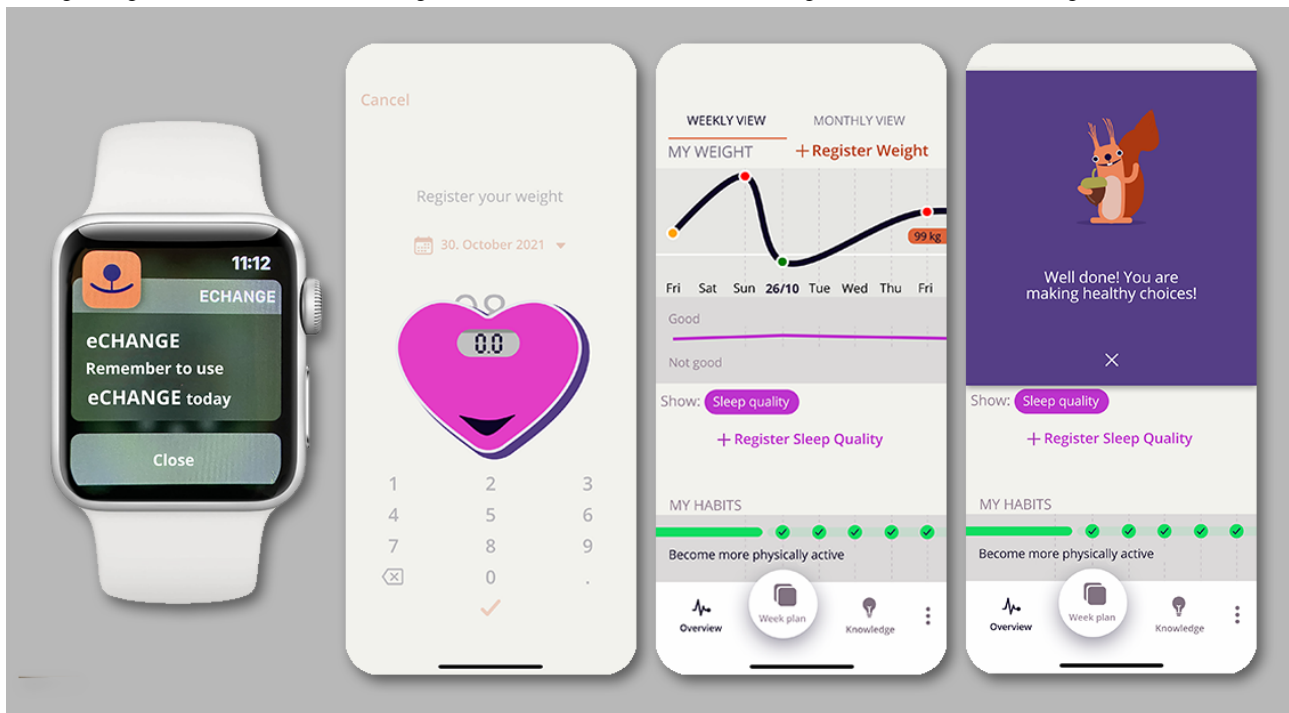 11:12
ECHANGE
eCHANGE
Remember to use
eCHANGE today
Close
Cancel
Register your weight
30. October 2021
0.0
1 2 3
4 5 6
7 8 9
0 .
WEEKLY VIEW MONTHLY VIEW
MY WEIGHT + Register Weight
99 kg
Fri Sat Sun 26/10 Tue Wed Thu Fri
Good
Not good
Show: Sleep quality
+ Register Sleep Quality
MY HABITS
Become more physically active
Overview Week plan Knowledge
Well done! You are
making healthy choices!
Show: Sleep quality
+ Register Sleep Quality
MY HABITS
Become more physically active
Overview Week plan Knowledge